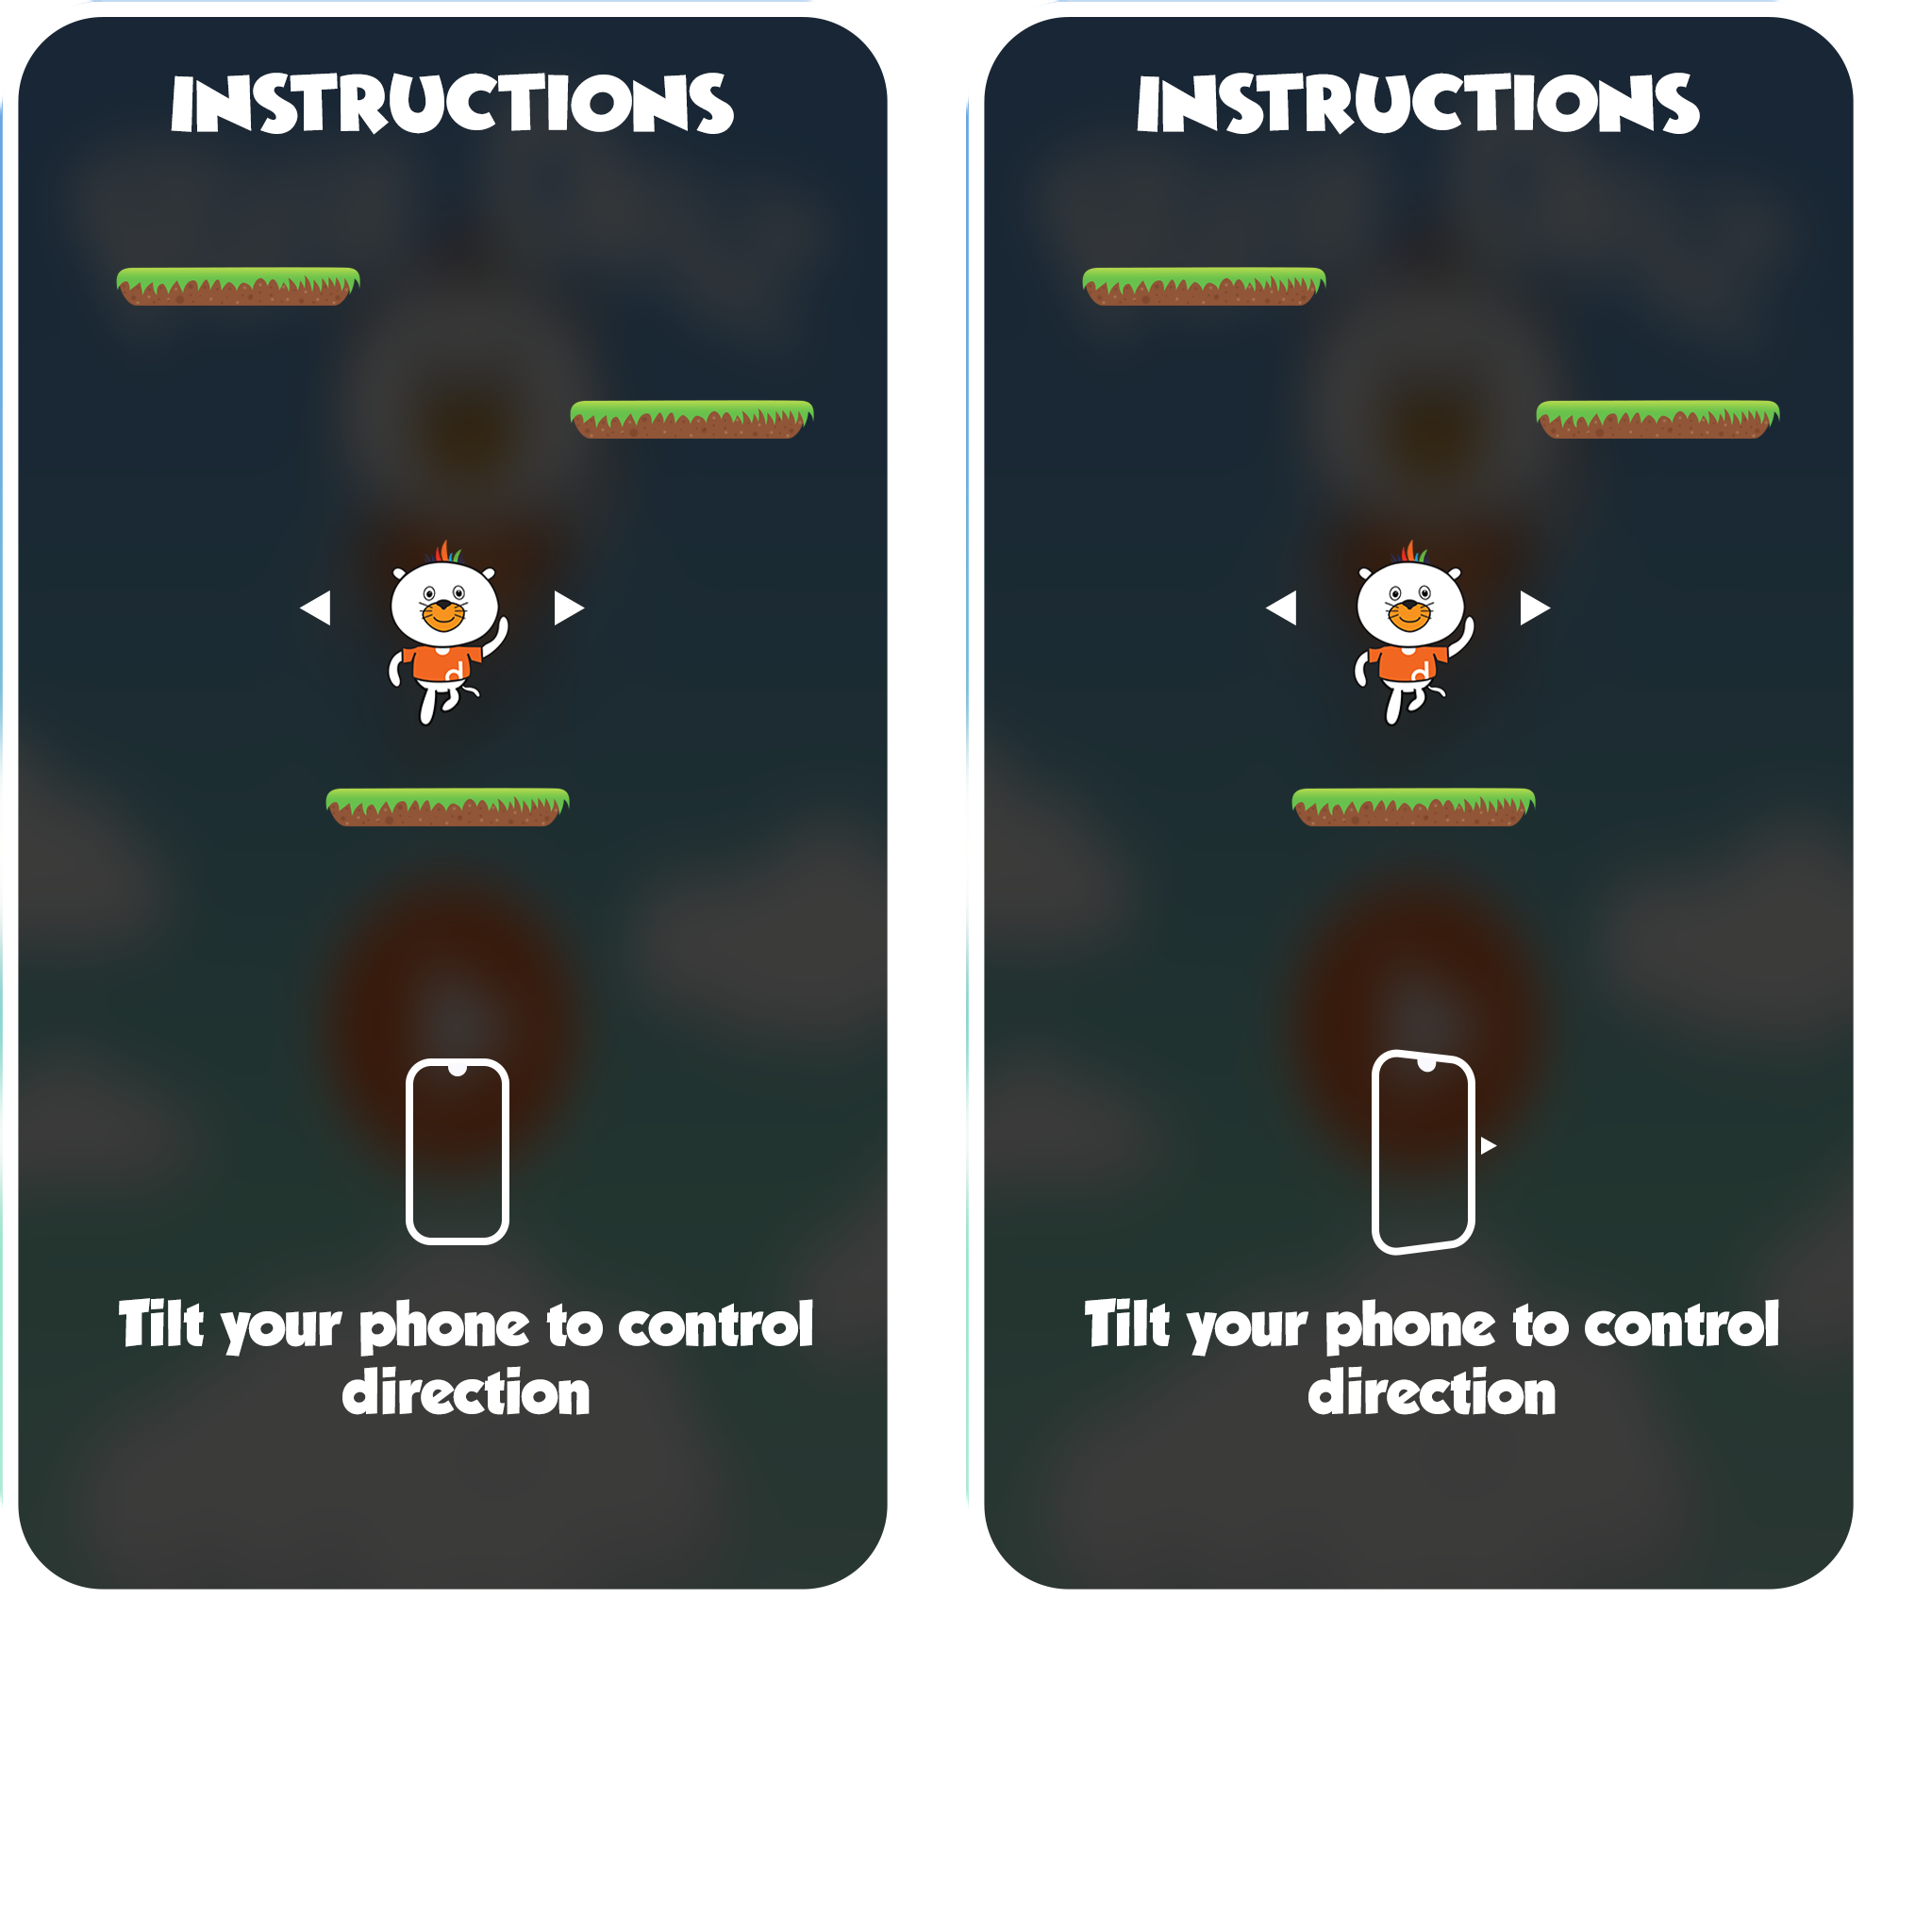 INSTRUCTIONS
d
Tilt your phone to control
direction
INSTRUCTIONS
d
Tilt your phone to control
direction